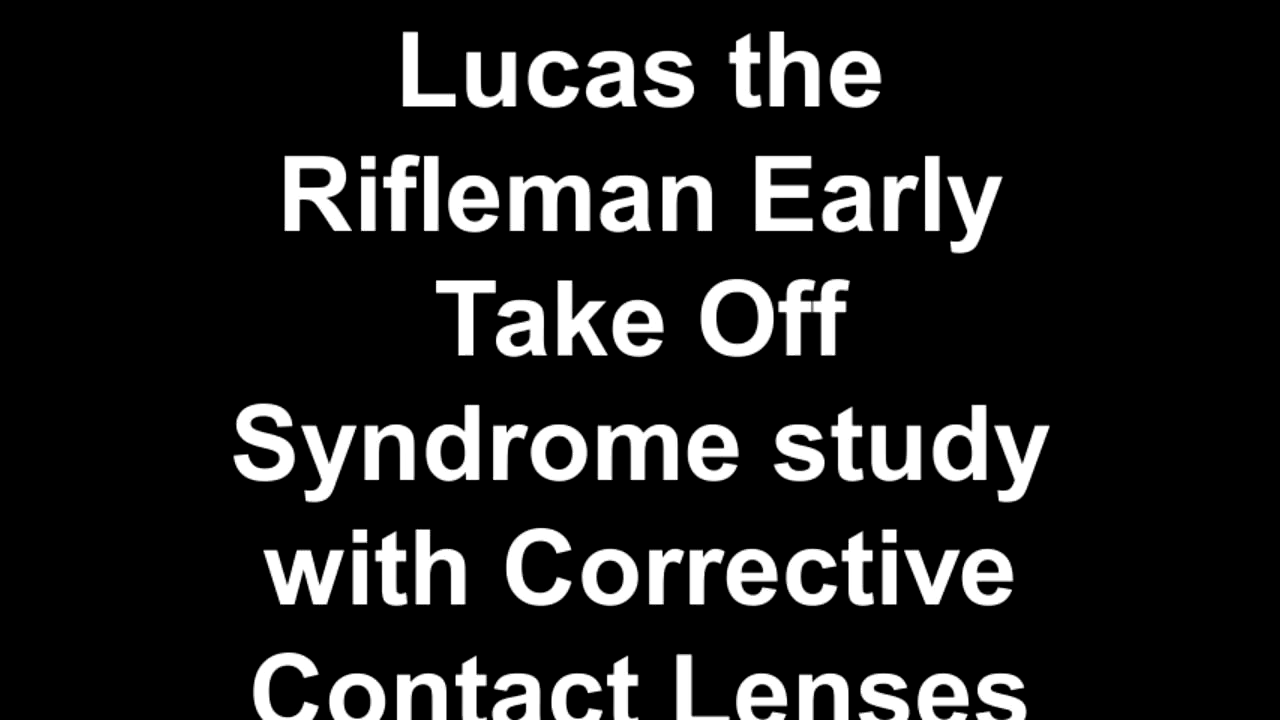 Lucas the
Rifleman Early
Take Off
Syndrome study
with Corrective
Contact Lenses